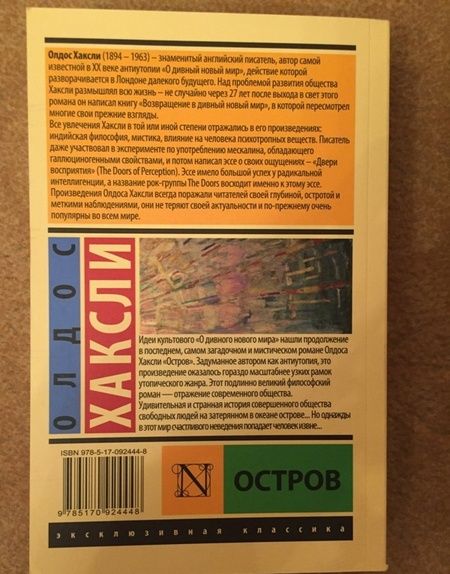 Олдос Хаксли (1894 – 1963) – знаменитый английский писатель, автор самой
известной в XX веке антиутопии «О дивный новый мир», действие которой
разворачивается в Лондоне далекого будущего. Над проблемой развития общества
Хаксли размышлял всю жизнь – не случайно через 27 лет после выхода в свет этого
романа он написал книгу «Возвращение в дивный новый мир», в которой пересмотрел
многие свои прежние взгляды.
Все увлечения Хаксли в той или иной степени отражались в его произведениях:
индийская философия, мистика, влияние на человека психотропных веществ. Писатель
даже участвовал в эксперименте по употреблению мескалина, обладающего
галлюциногенными свойствами, и потом написал эссе о своих ощущениях – «Двери
восприятия» (The Doors of Perception). Эссе имело большой успех у радикальной
интеллигенции, а название рок-группы The Doors восходит именно к этому эссе.
Произведения Олдоса Хаксли всегда поражали читателей своей глубиной, остротой и
меткими наблюдениями, они не теряют своей актуальности и по-прежнему очень
популярны во всем мире.
ОЛДОС
ХАКСЛИ
Идеи культового «О дивного нового мира» нашли продолжение
в последнем, самом загадочном и мистическом романе Олдоса
Хаксли «Остров». Задуманное автором как антиутопия, это
произведение оказалось гораздо масштабнее узких рамок
утопического жанра. Этот подлинно великий философский
роман — отражение современного общества.
Удивительная и странная история совершенного общества
свободных людей на затерянном в океане острове... Но однажды
в этот мир счастливого неведения попадает человек извне...
ISBN 978-5-17-092444-8
9 785170 924448
N
ОСТРОВ
эксклюзивная классика